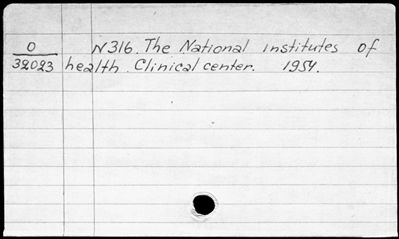 0 N316. The National institutes of
32023 health. Clinical center. 1954.